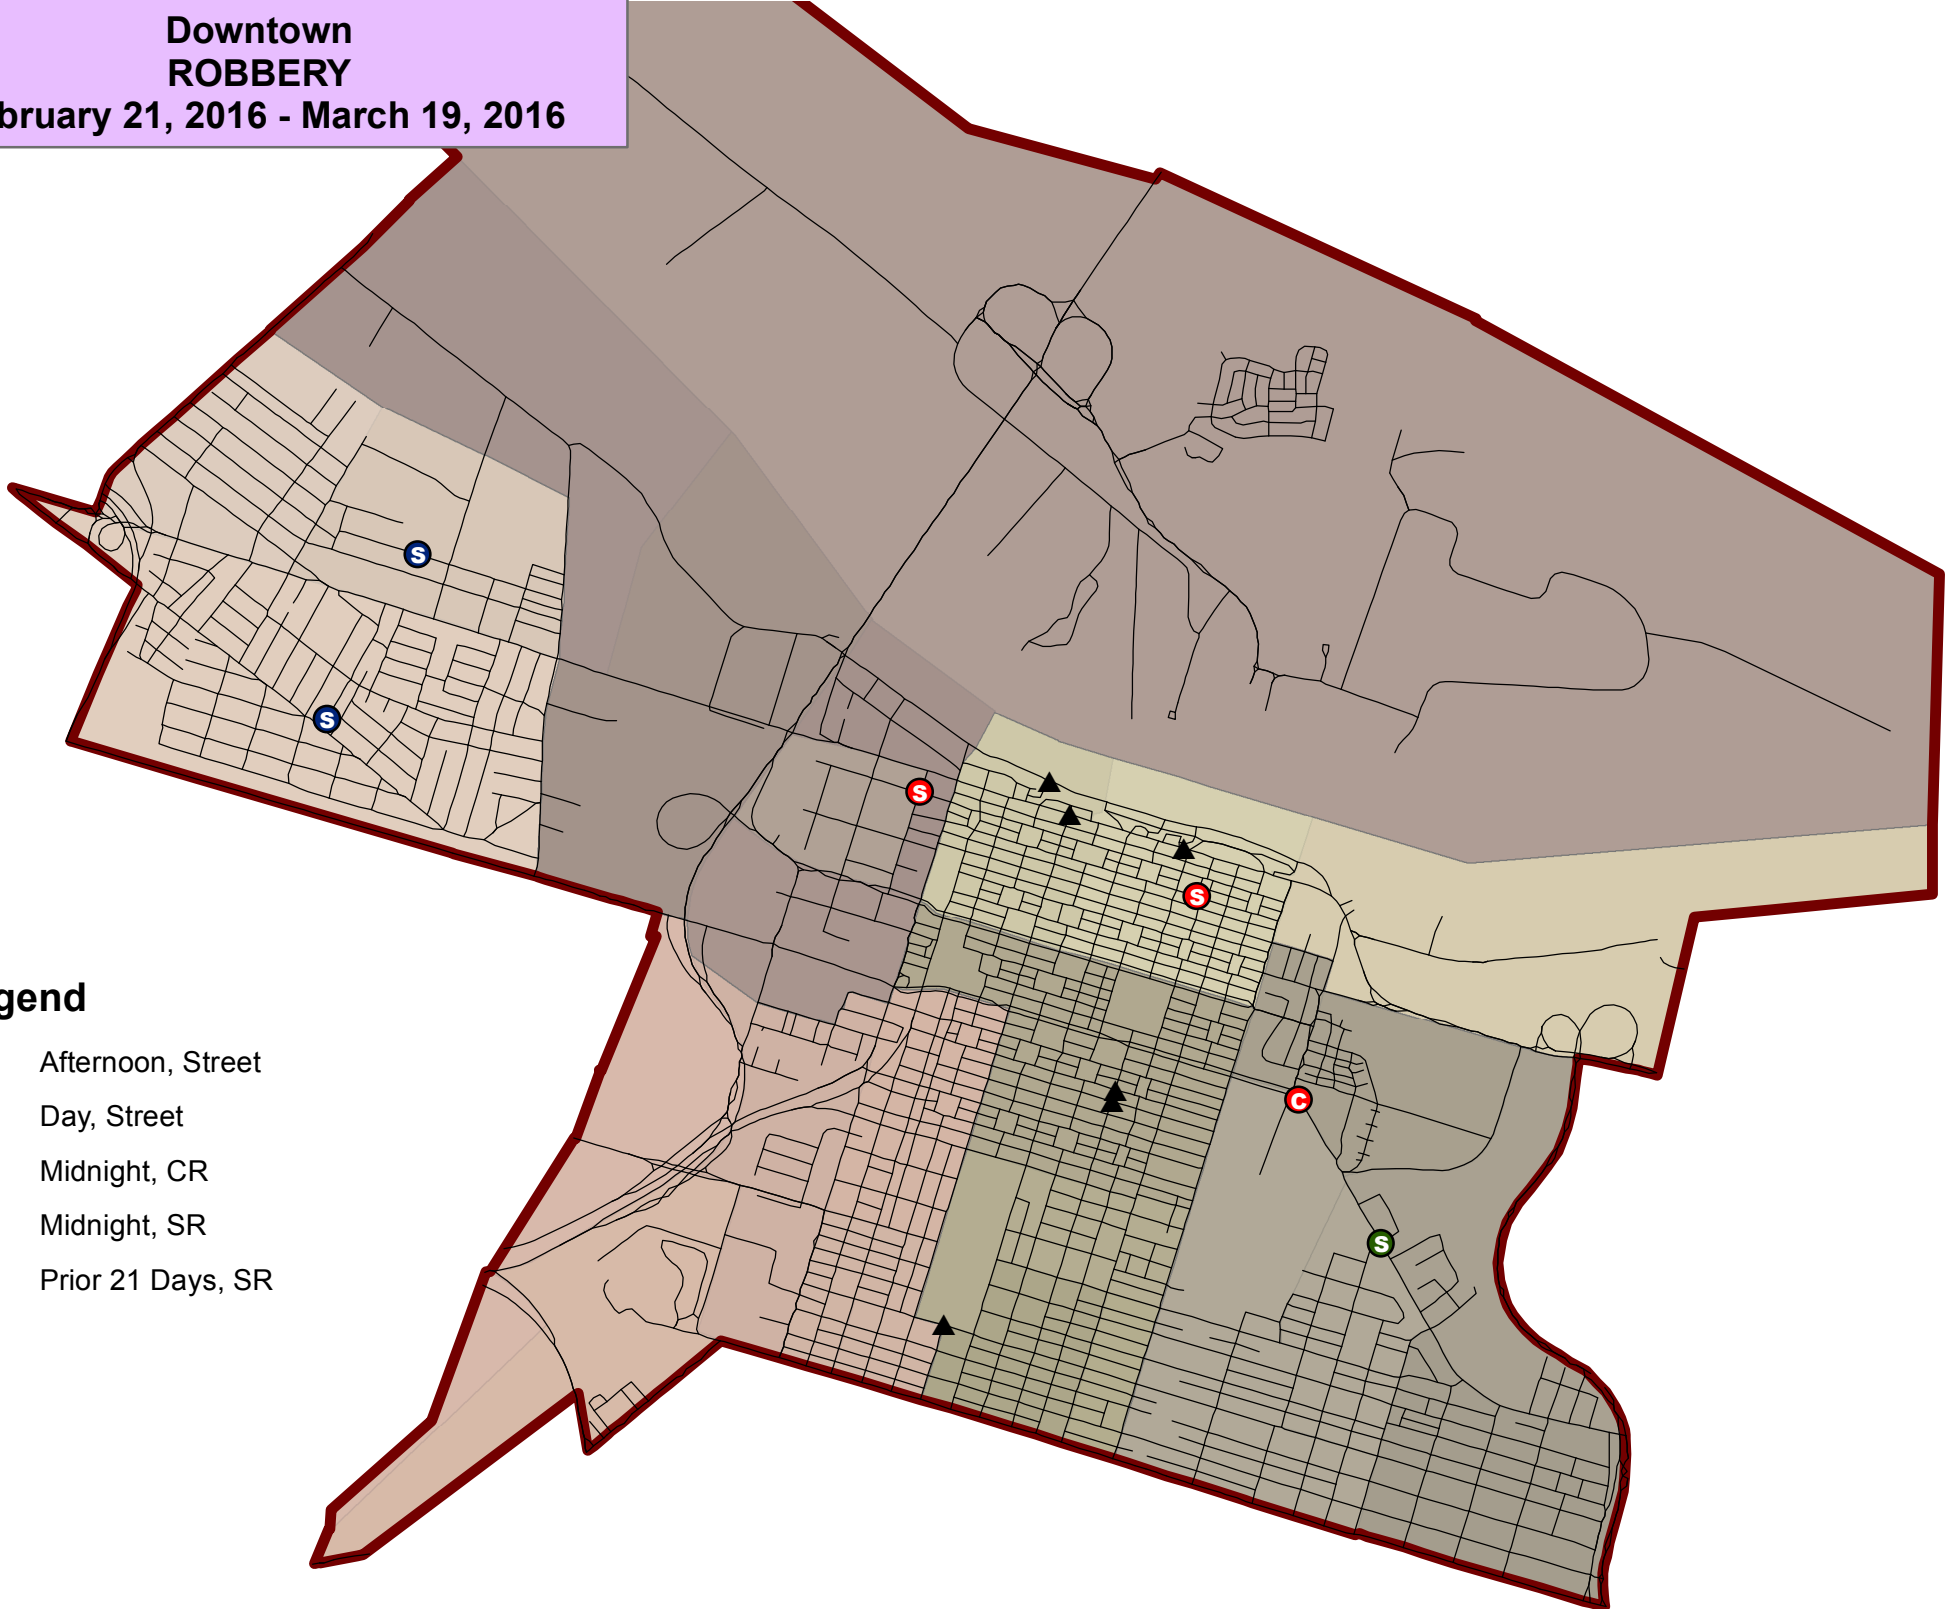 Downtown
ROBBERY
bruary 21, 2016 - March 19, 2016
S
S
S
S
C
S
gend
Afternoon, Street
Day, Street
Midnight, CR
Midnight, SR
Prior 21 Days, SR